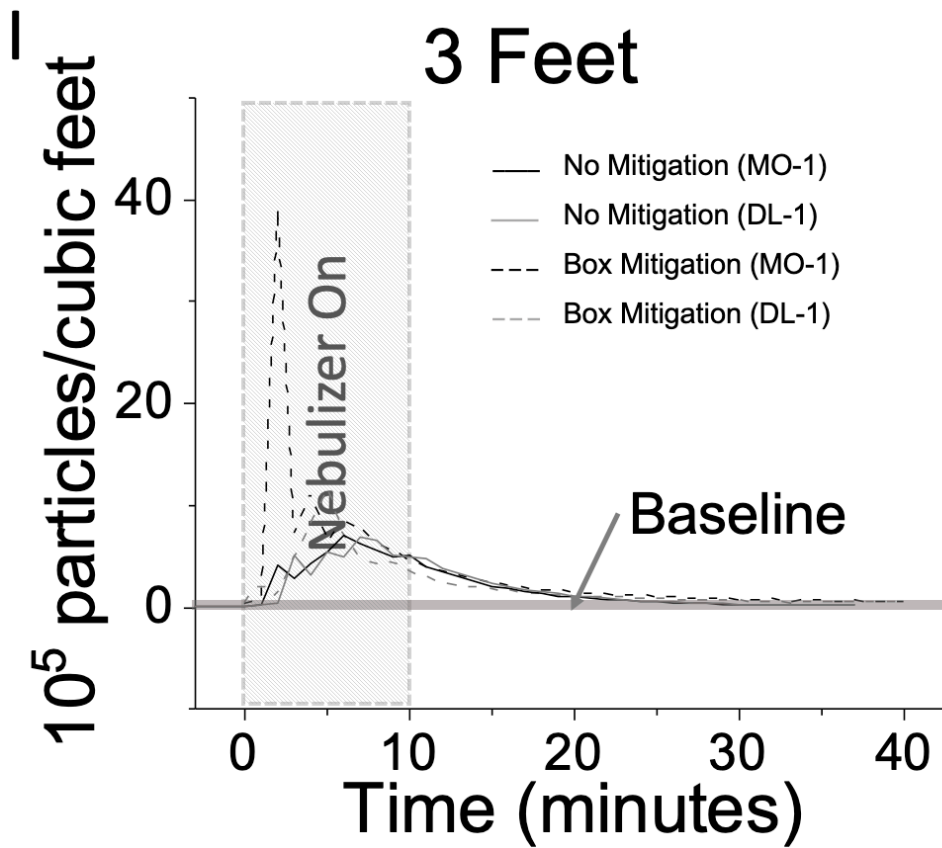 I
3 Feet
10⁵ particles/cubic feet
40
20
0
No Mitigation (MO-1)
No Mitigation (DL-1)
Box Mitigation (MO-1)
Box Mitigation (DL-1)
Nebulizer On
Baseline
0 10 20 30 40
Time (minutes)